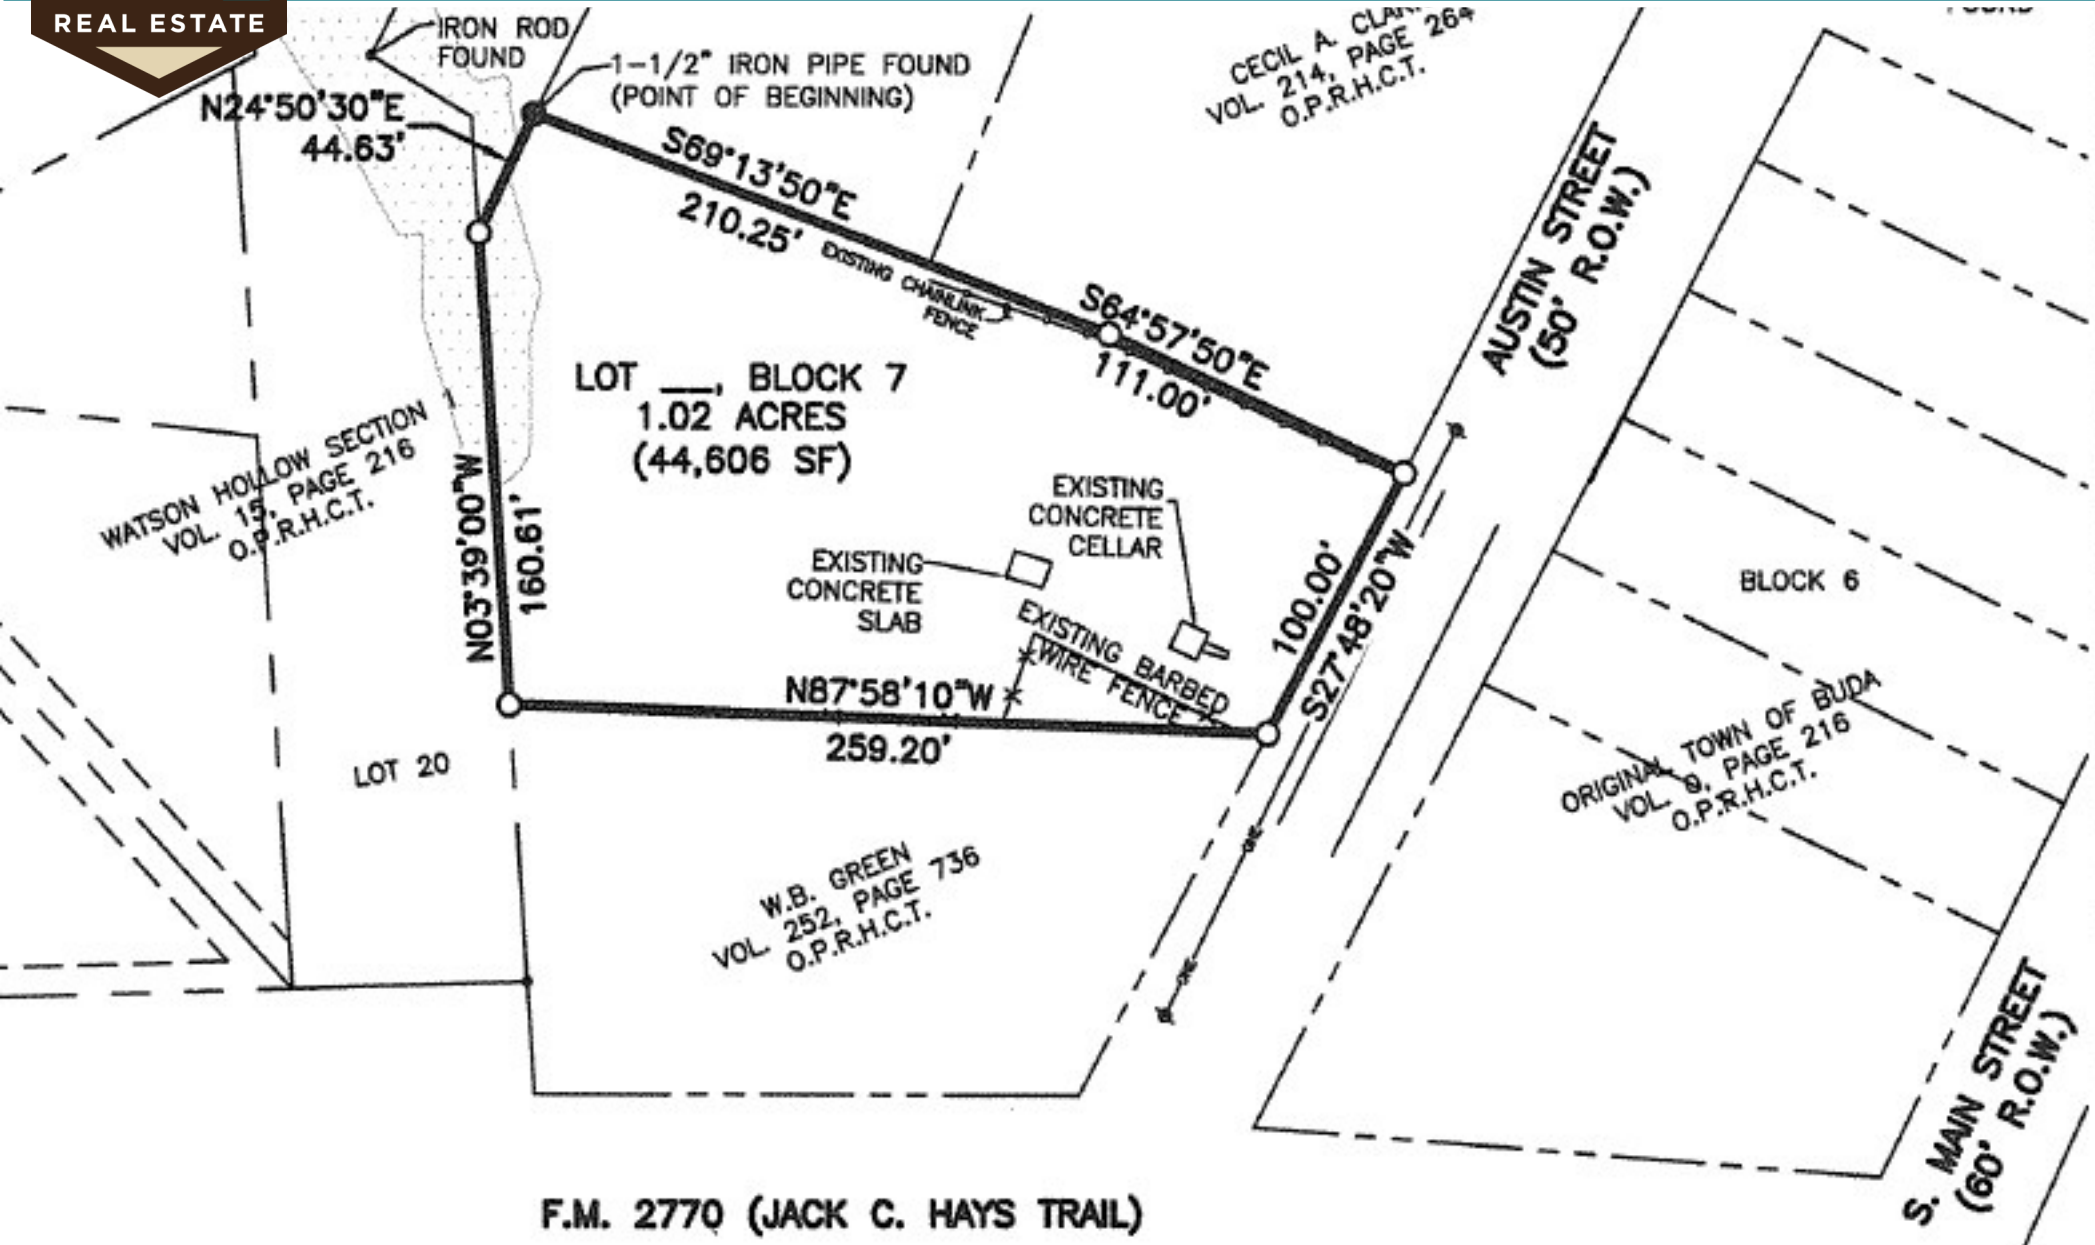 REAL ESTATE
IRON ROD
FOUND
1-1/2" IRON PIPE FOUND
(POINT OF BEGINNING)
N24°50'30"E
44.63'
S69°13'50"E
210.25'
EXISTING CHAINLINK
FENCE
CECIL A.
VOL. 214, PAGE 264
O.P.R.H.C.T.
S64°57'50"E
111.00'
AUSTIN STREET
(50' R.O.W.)
LOT __, BLOCK 7
1.02 ACRES
(44,606 SF)
WATSON HOLLOW SECTION 1
VOL. 15, PAGE 216
O.P.R.H.C.T.
N03°39'00"W
160.61'
EXISTING
CONCRETE
CELLAR
EXISTING
CONCRETE
SLAB
EXISTING BARBED
WIRE FENCE
100.00'
S27°48'20"W
N87°58'10"W
259.20'
BLOCK 6
ORIGINAL TOWN OF BUDA
VOL. 0, PAGE 216
O.P.R.H.C.T.
LOT 20
W.B. GREEN
VOL. 252, PAGE 736
O.P.R.H.C.T.
OHE
OHE
S. MAIN STREET
(60' R.O.W.)
F.M. 2770 (JACK C. HAYS TRAIL)